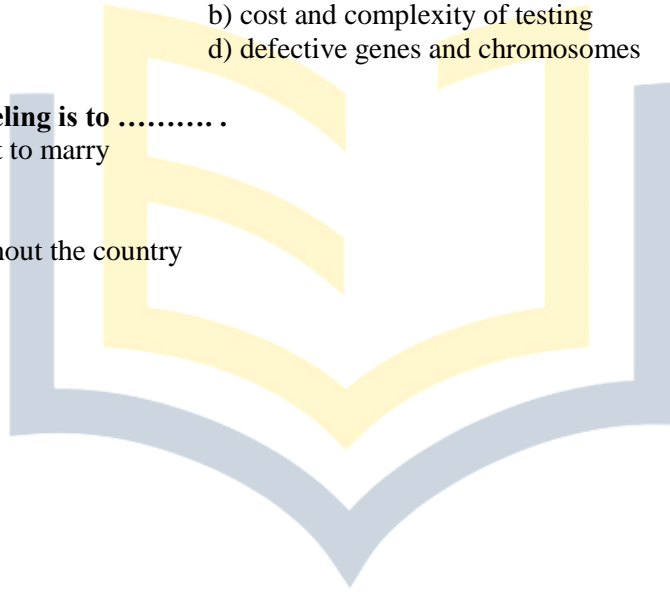 b) cost and complexity of testing
d) defective genes and chromosomes
eling is to ………. .
to marry
hout the country